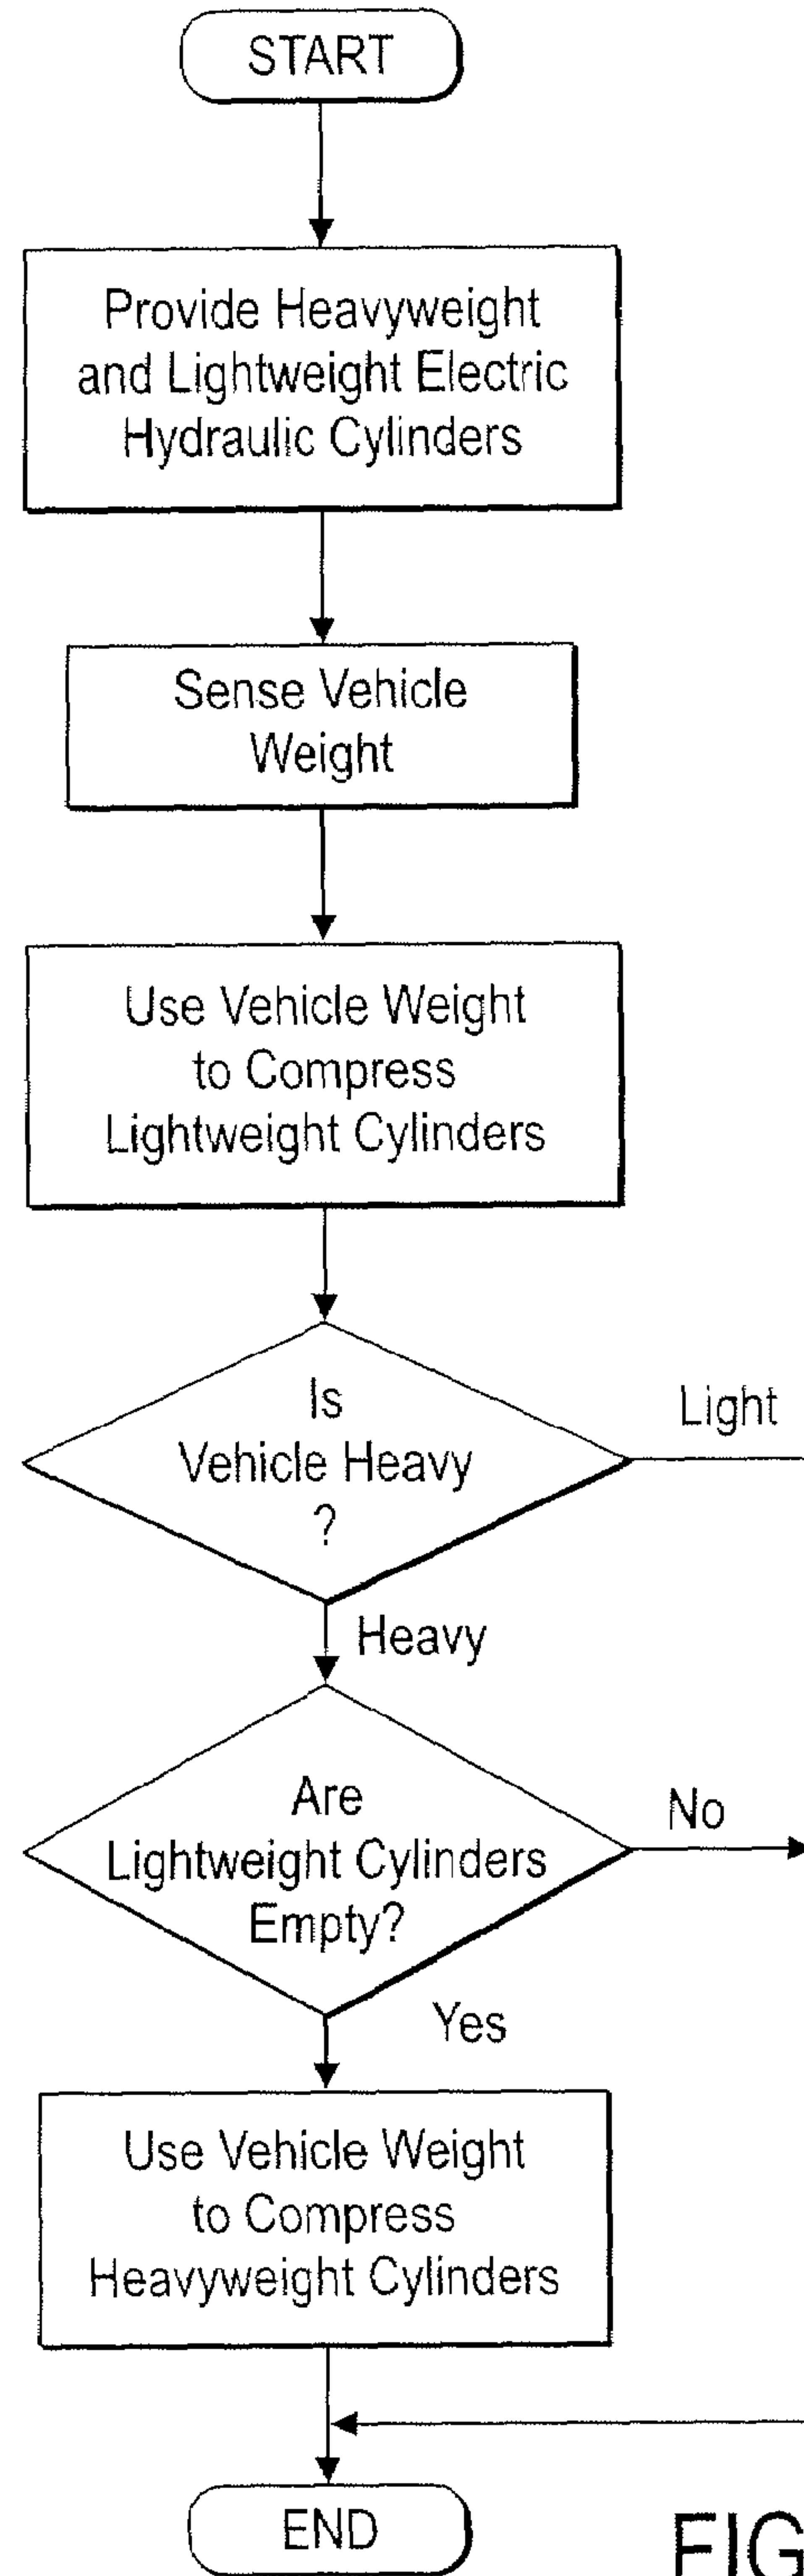 START
Provide Heavyweight
and Lightweight Electric
Hydraulic Cylinders
Sense Vehicle
Weight
Use Vehicle Weight
to Compress
Lightweight Cylinders
Is
Vehicle Heavy
?
Light
Heavy
Are
Lightweight Cylinders
Empty?
No
Yes
Use Vehicle Weight
to Compress
Heavyweight Cylinders
END
FIG